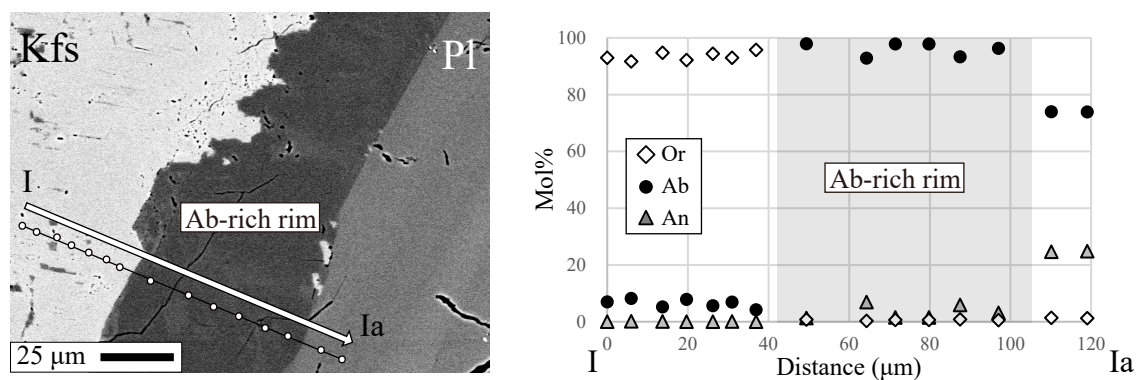 Kfs
Pl
I
Ab-rich rim
Ia
25 µm
100
80
60
40
20
0
Mol%
Or
Ab
An
Ab-rich rim
0
20
40
60
80
100
120
I
Distance (µm)
Ia